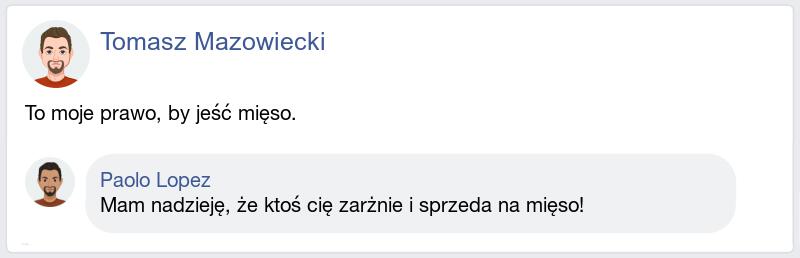 Tomasz Mazowiecki
To moje prawo, by jeść mięso.
Paolo Lopez
Mam nadzieję, że ktoś cię zarżnie i sprzeda na mięso!